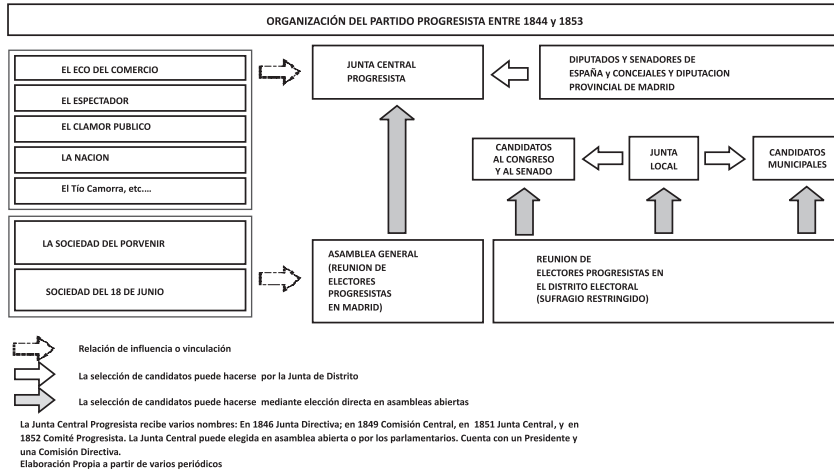 ORGANIZACIÓN DEL PARTIDO PROGRESISTA ENTRE 1844 y 1853
EL ECO DEL COMERCIO
EL ESPECTADOR
EL CLAMOR PUBLICO
LA NACION
El Tío Camorra, etc....
JUNTA CENTRAL
PROGRESISTA
DIPUTADOS Y SENADORES DE
ESPAÑA y CONCEJALES Y DIPUTACION
PROVINCIAL DE MADRID
CANDIDATOS
AL CONGRESO
Y AL SENADO
JUNTA
LOCAL
CANDIDATOS
MUNICIPALES
LA SOCIEDAD DEL PORVENIR
SOCIEDAD DEL 18 DE JUNIO
ASAMBLEA GENERAL
(REUNION DE
ELECTORES
PROGRESISTAS
EN MADRID)
REUNION DE
ELECTORES PROGRESISTAS EN
EL DISTRITO ELECTORAL
(SUFRAGIO RESTRINGIDO)
Relación de influencia o vinculación
La selección de candidatos puede hacerse por la Junta de Distrito
La selección de candidatos puede hacerse mediante elección directa en asambleas abiertas
La Junta Central Progresista recibe varios nombres: En 1846 Junta Directiva; en 1849 Comisión Central, en 1851 Junta Central, y en
1852 Comité Progresista. La Junta Central puede elegida en asamblea abierta o por los parlamentarios. Cuenta con un Presidente y
una Comisión Directiva.
Elaboración Propia a partir de varios periódicos